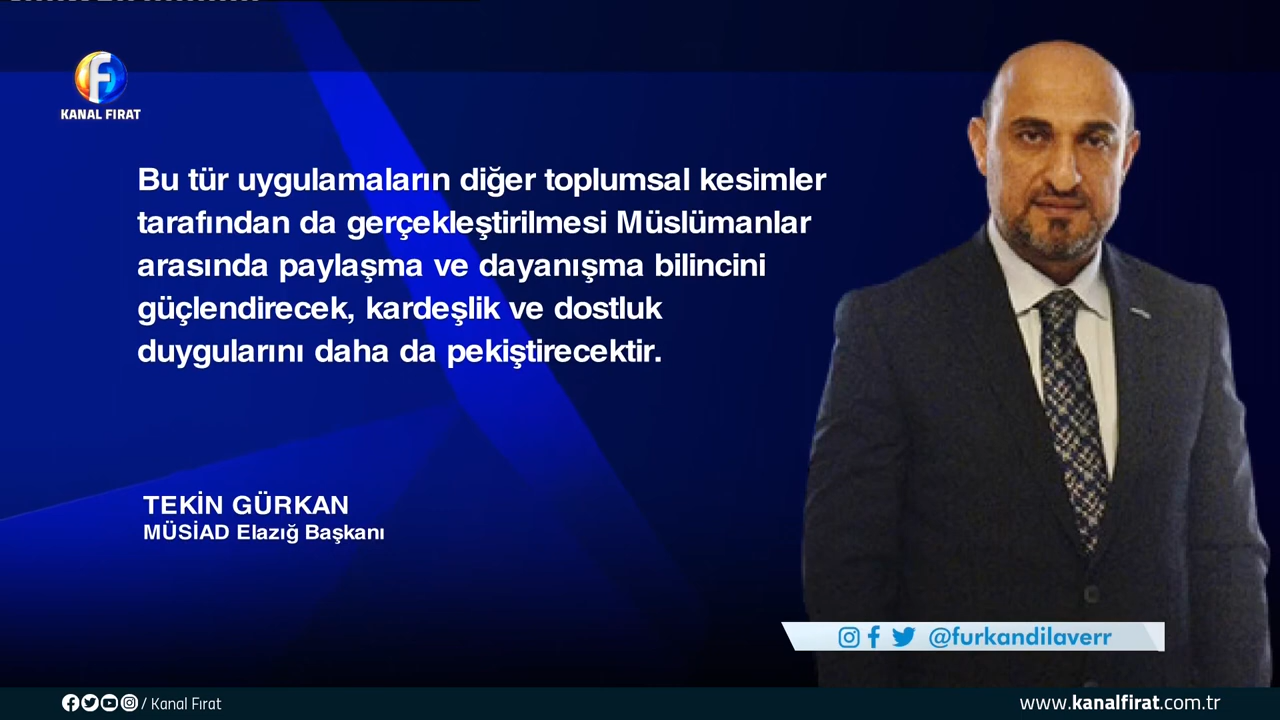 KANAL FIRAT
Bu tür uygulamaların diğer toplumsal kesimler
tarafından da gerçekleştirilmesi Müslümanlar
arasında paylaşma ve dayanışma bilincini
güçlendirecek, kardeşlik ve dostluk
duygularını daha da pekiştirecektir.
TEKİN GÜRKAN
MÜSİAD Elazığ Başkanı
@furkandilaverr
/ Kanal Fırat
www.kanalfirat.com.tr